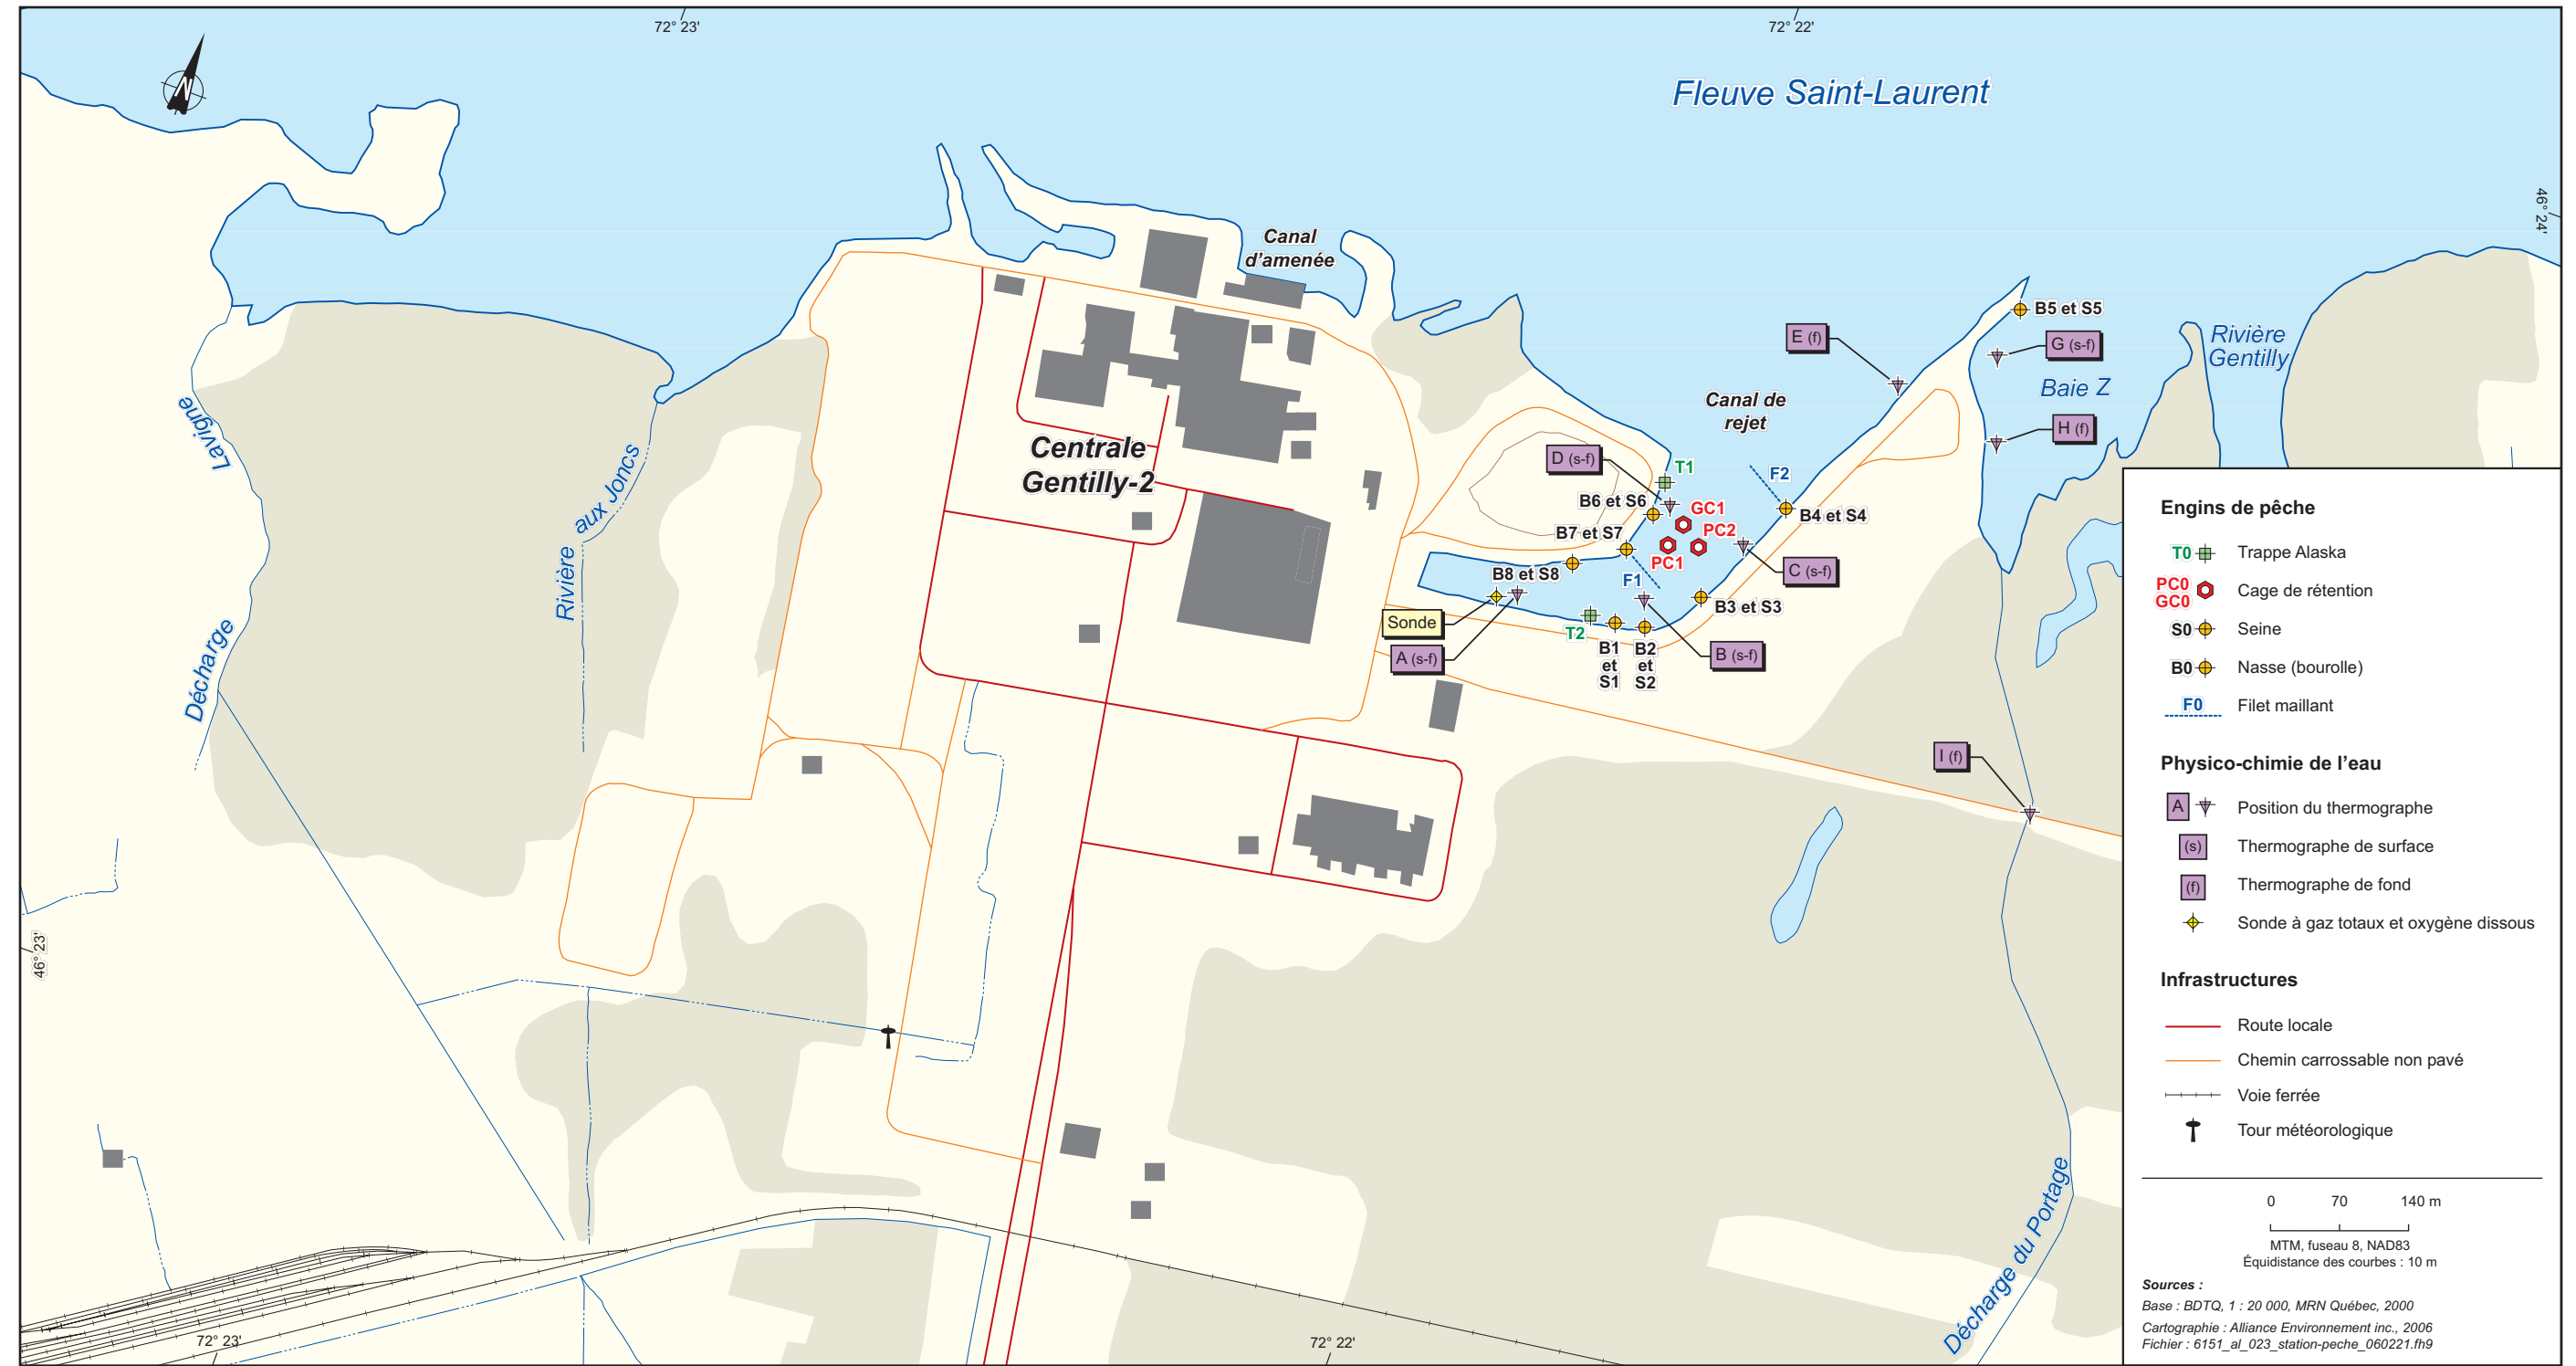 72° 23'
72° 22'
N
Fleuve Saint-Laurent
46° 24'
Canal
d'amenée
B5 et S5
E (f)
G (s-f)
Rivière
Gentilly
Baie Z
Canal de
rejet
H (f)
Lavigne
Rivière aux Joncs
Centrale
Gentilly-2
D (s-f)
T1
F2
B6 et S6
GC1
B4 et S4
B7 et S7
PC2
PC1
C (s-f)
B8 et S8
F1
B3 et S3
Sonde
T2
A (s-f)
B (s-f)
B1
et
S1
B2
et
S2
Décharge
I (f)
46° 23'
Décharge du Portage
72° 23'
72° 22'
Engins de pêche
T0 Trappe Alaska
PC0
GC0 Cage de rétention
S0 Seine
B0 Nasse (bourolle)
F0 Filet maillant
Physico-chimie de l'eau
A Position du thermographe
(s) Thermographe de surface
(f) Thermographe de fond
Sonde à gaz totaux et oxygène dissous
Infrastructures
Route locale
Chemin carrossable non pavé
Voie ferrée
Tour météorologique
0 70 140 m
MTM, fuseau 8, NAD83
Équidistance des courbes : 10 m
Sources :
Base : BDTQ, 1 : 20 000, MRN Québec, 2000
Cartographie : Alliance Environnement inc., 2006
Fichier : 6151_al_023_station-peche_060221.fh9